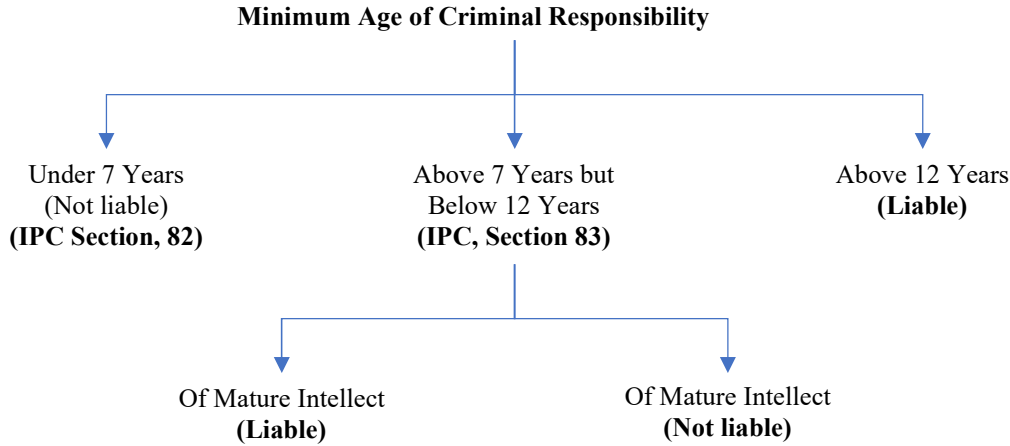 Minimum Age of Criminal Responsibility
Under 7 Years
(Not liable)
(IPC Section, 82)
Above 7 Years but
Below 12 Years
(IPC, Section 83)
Above 12 Years
(Liable)
Of Mature Intellect
(Liable)
Of Mature Intellect
(Not liable)